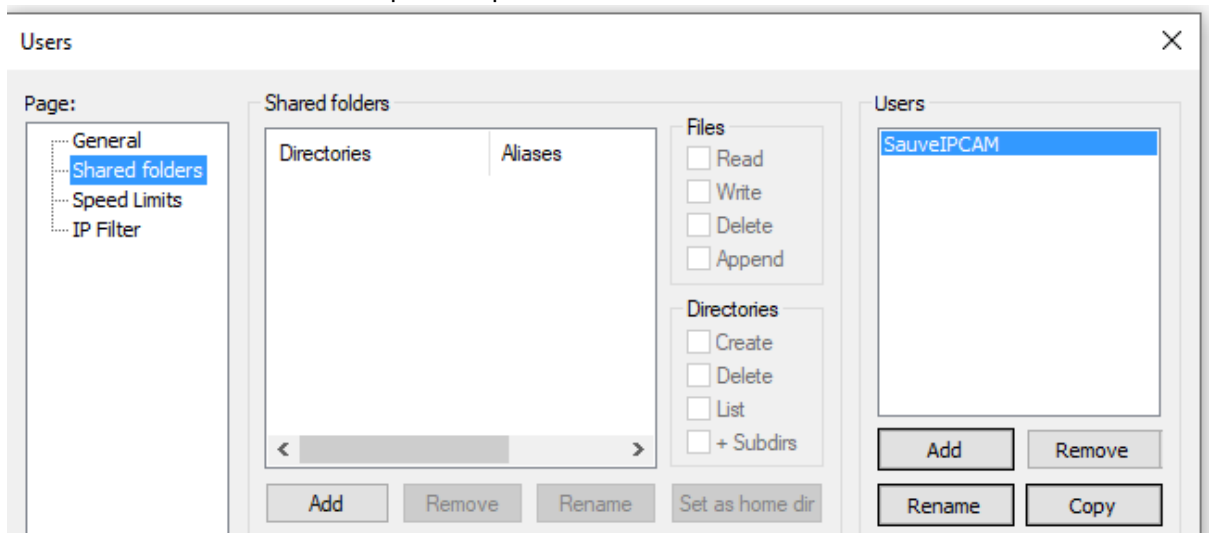 Users
Page:
General
Shared folders
Speed Limits
IP Filter
Shared folders
Directories Aliases
Files
Read
Write
Delete
Append
Directories
Create
Delete
List
+ Subdirs
Add Remove Rename Set as home dir
Users
SauveIPCAM
Add Remove
Rename Copy